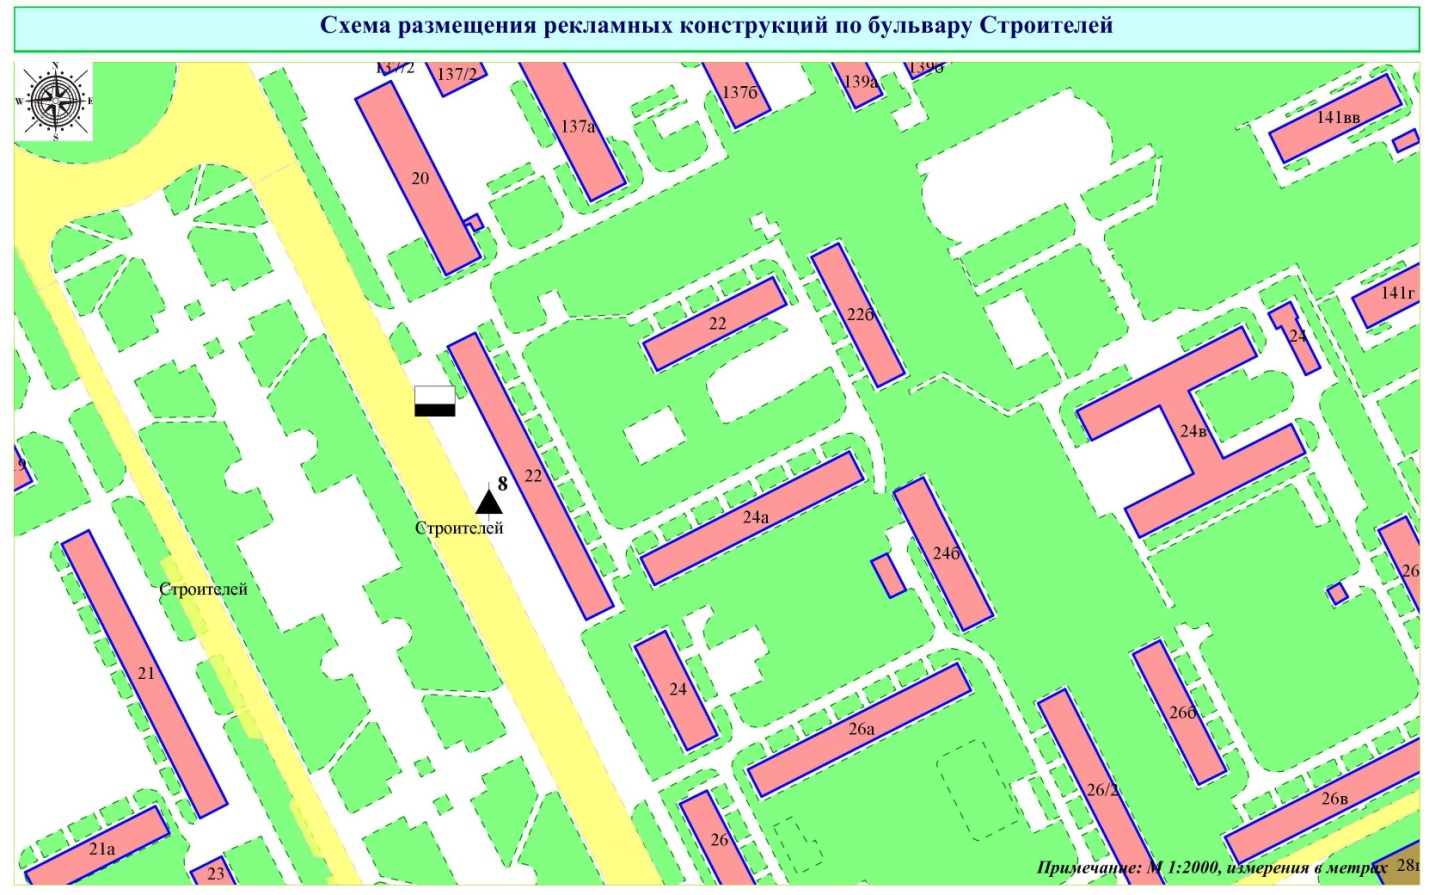 Схема размещения рекламных конструкций по бульвару Строителей
N
W E
S
137/2
137/2
137а
137б
139а
139б
141вв
20
22
22б
141г
24
22
24в
8
Строителей
24а
24б
19
26
Строителей
21
24
26а
26б
26/2
26в
26
21а
23
Примечание: М 1:2000, измерения в метрах